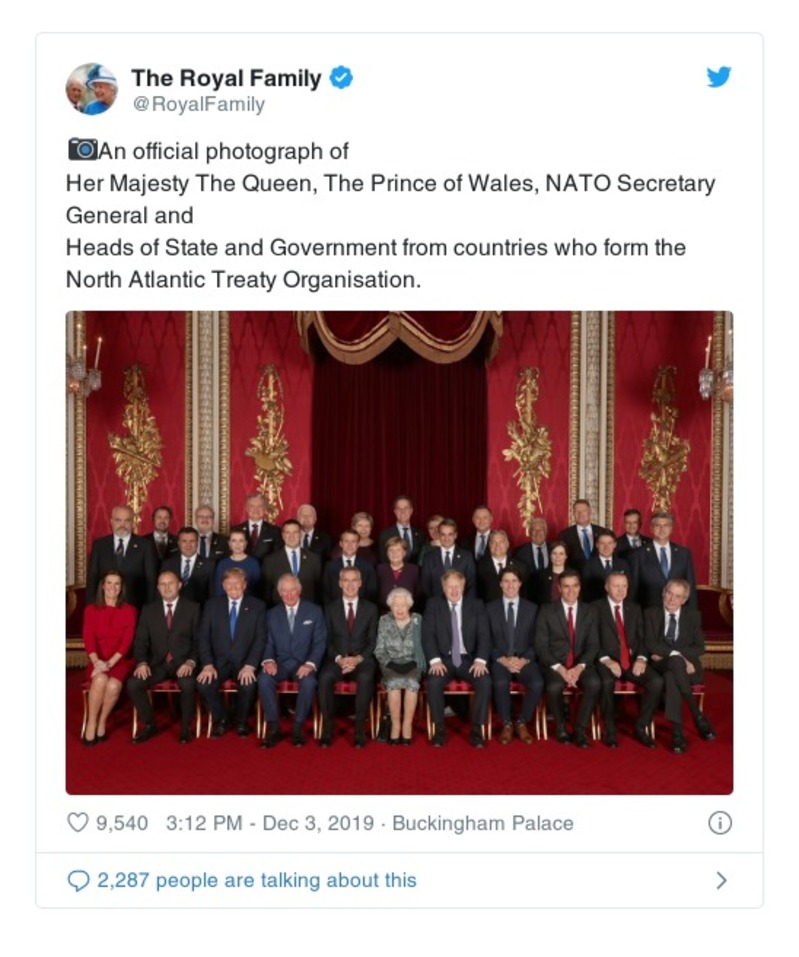 The Royal Family
@RoyalFamily
📷An official photograph of
Her Majesty The Queen, The Prince of Wales, NATO Secretary
General and
Heads of State and Government from countries who form the
North Atlantic Treaty Organisation.
9,540 3:12 PM - Dec 3, 2019 · Buckingham Palace
2,287 people are talking about this